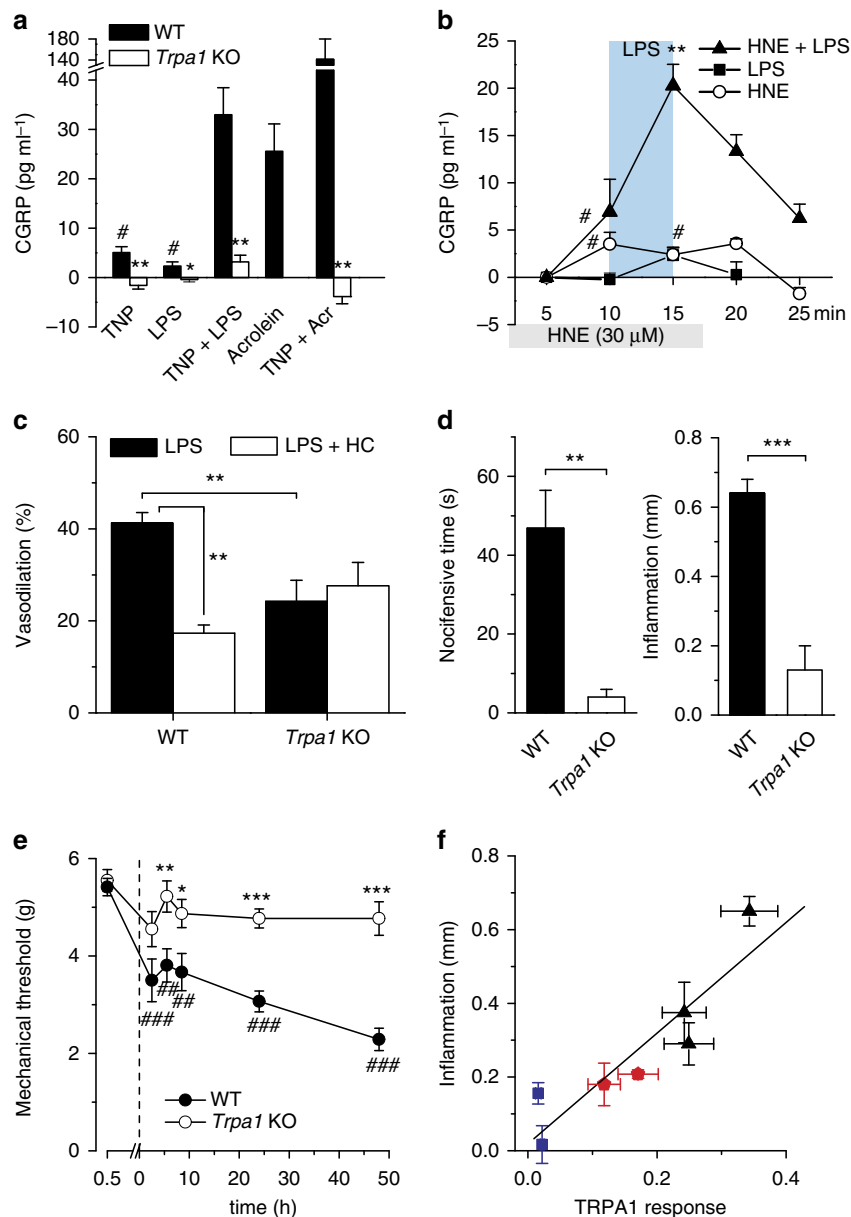 a
WT
Trpa1 KO
CGRP (pg ml⁻¹)
180
140
30
20
10
0
−10
#
**
#
*
**
**
TNP
LPS
TNP + LPS
Acrolein
TNP + Acr
b
CGRP (pg ml⁻¹)
25
20
15
10
5
0
−5
LPS **
HNE + LPS
LPS
HNE
#
#
#
5
10
15
20
25 min
HNE (30 μM)
c
Vasodilation (%)
60
40
20
0
LPS
LPS + HC
**
**
WT
Trpa1 KO
d
Nocifensive time (s)
60
40
20
0
**
WT
Trpa1 KO
Inflammation (mm)
0.8
0.6
0.4
0.2
0.0
***
WT
Trpa1 KO
e
Mechanical threshold (g)
6
4
2
0
**
*
***
***
###
##
##
###
###
WT
Trpa1 KO
0.5
0
10
20
30
40
50
time (h)
f
Inflammation (mm)
0.8
0.6
0.4
0.2
0.0
0.0
0.2
0.4
TRPA1 response